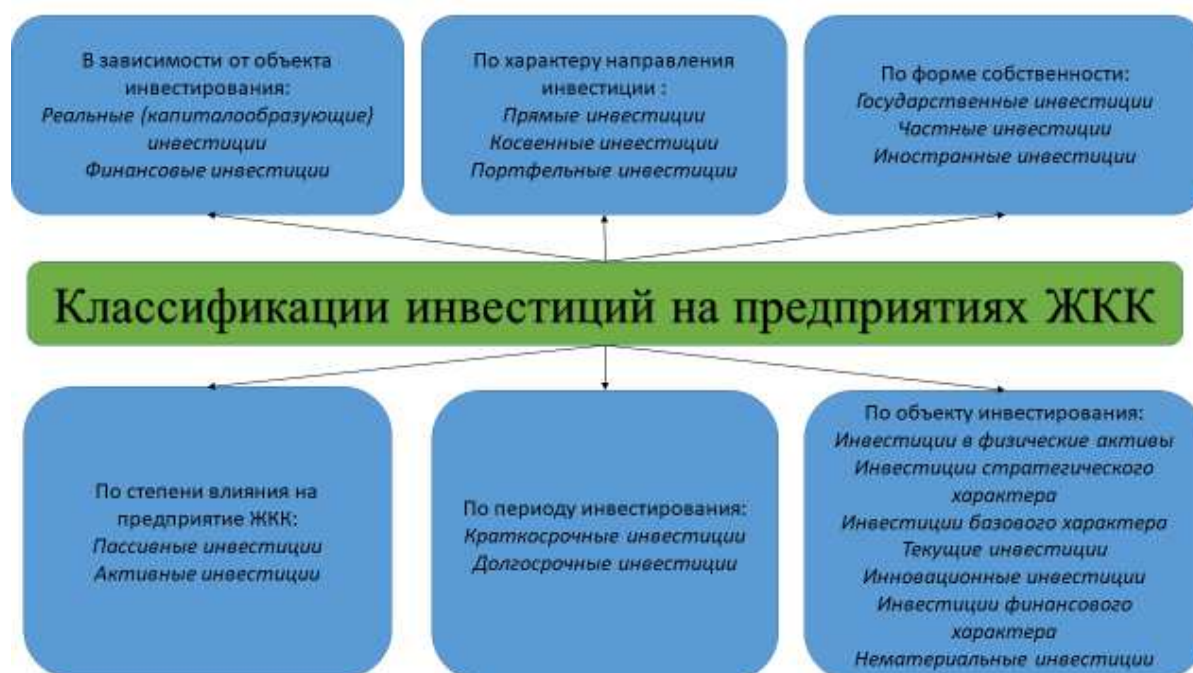 В зависимости от объекта
инвестирования:
Реальные (капиталообразующие)
инвестиции
Финансовые инвестиции
По характеру направления
инвестиции :
Прямые инвестиции
Косвенные инвестиции
Портфельные инвестиции
По форме собственности:
Государственные инвестиции
Частные инвестиции
Иностранные инвестиции
Классификации инвестиций на предприятиях ЖКК
По степени влияния на
предприятие ЖКК:
Пассивные инвестиции
Активные инвестиции
По периоду инвестирования:
Краткосрочные инвестиции
Долгосрочные инвестиции
По объекту инвестирования:
Инвестиции в физические активы
Инвестиции стратегического
характера
Инвестиции базового характера
Текущие инвестиции
Инновационные инвестиции
Инвестиции финансового
характера
Нематериальные инвестиции